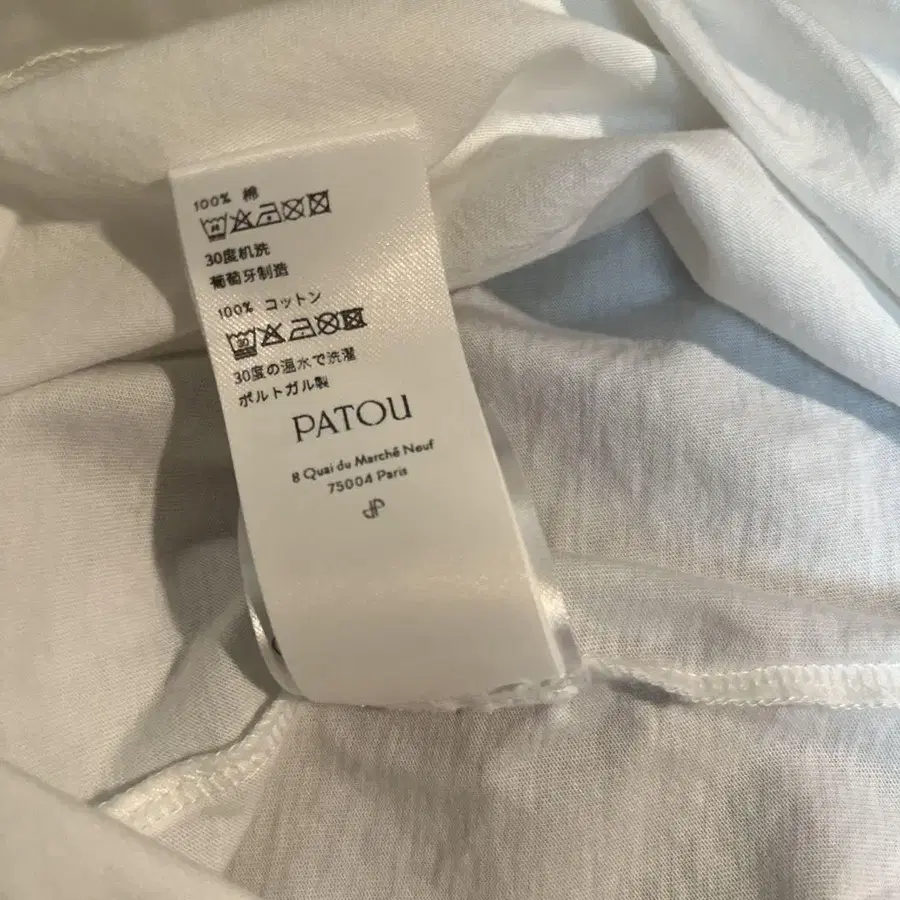 100% 棉
30度机洗
葡萄牙制造
100% コットン
30
30度の温水で洗濯
ポルトガル製
PATOU
8 Quai du Marché Neuf
75004 Paris
JP